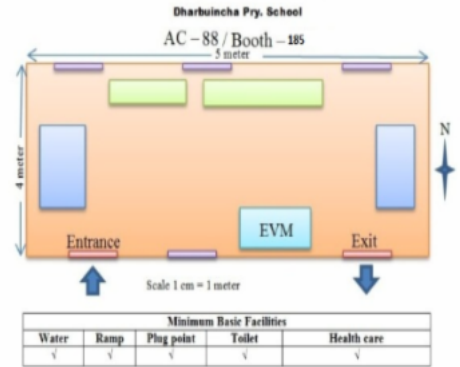 Dharbuincha Pry. School
AC – 88 / Booth – 185
5 meter
4 meter
N
EVM
Entrance
Exit
Scale 1 cm = 1 meter
Minimum Basic Facilities
Water Ramp Plug point Toilet Health care
√ √ √ √ √